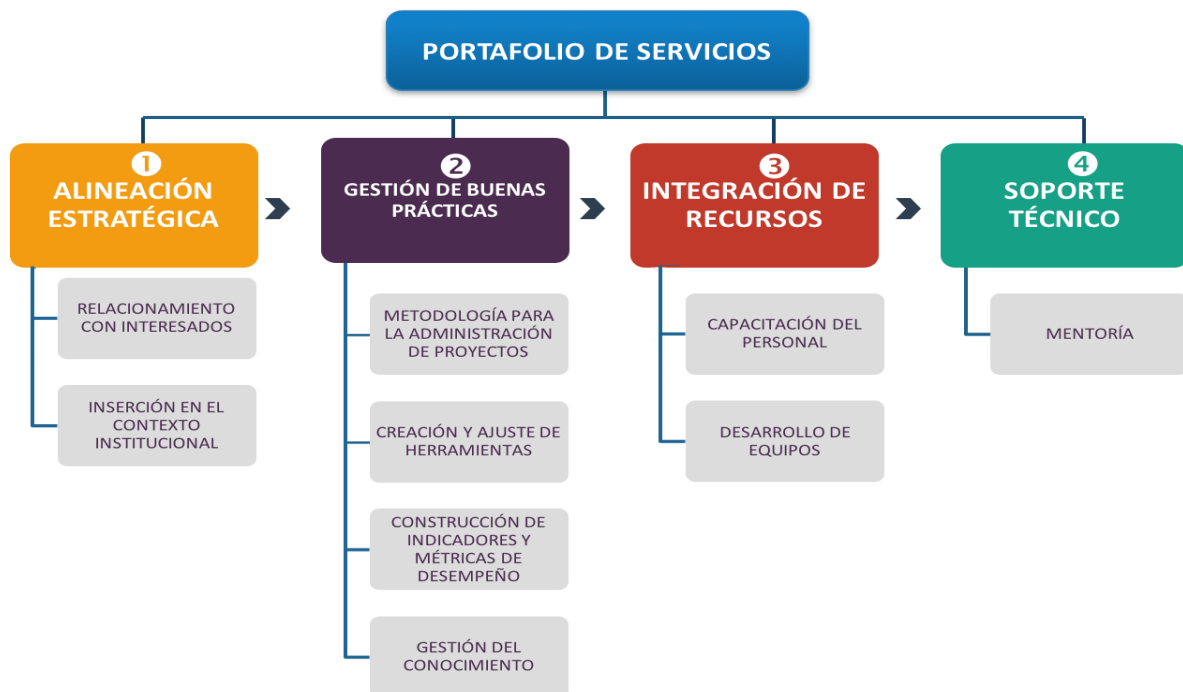 PORTAFOLIO DE SERVICIOS
1
ALINEACIÓN
ESTRATÉGICA
RELACIONAMIENTO
CON INTERESADOS
INSERCIÓN EN EL
CONTEXTO
INSTITUCIONAL
2
GESTIÓN DE BUENAS
PRÁCTICAS
METODOLOGÍA PARA
LA ADMINISTRACIÓN
DE PROYECTOS
CREACIÓN Y AJUSTE DE
HERRAMIENTAS
CONSTRUCCIÓN DE
INDICADORES Y
MÉTRICAS DE
DESEMPEÑO
GESTIÓN DEL
CONOCIMIENTO
3
INTEGRACIÓN DE
RECURSOS
CAPACITACIÓN DEL
PERSONAL
DESARROLLO DE
EQUIPOS
4
SOPORTE
TÉCNICO
MENTORÍA